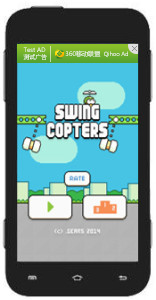 Test AD 360移动联盟 Qihoo Ad
测试广告
SWING
COPTERS
RATE
(C) .GEARS 2014